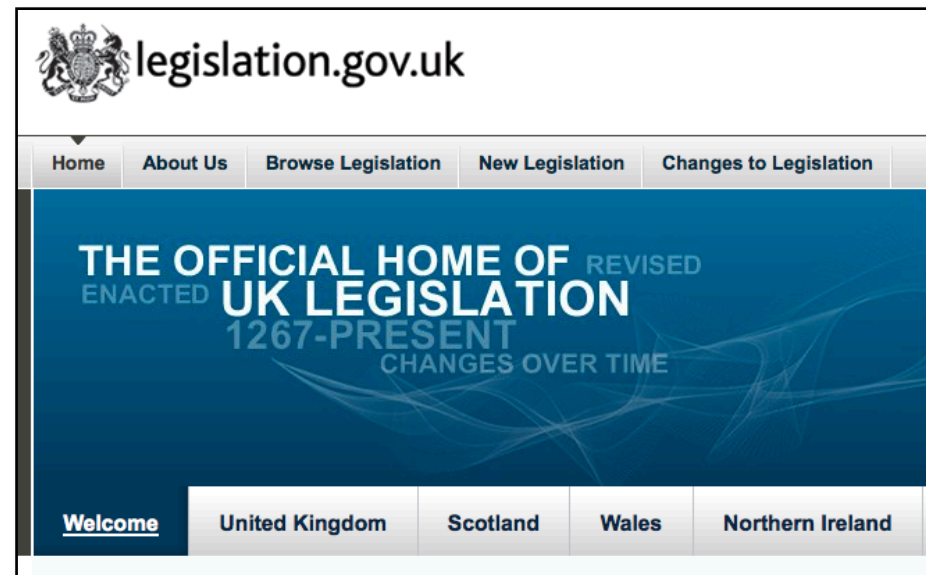 legislation.gov.uk
Home About Us Browse Legislation New Legislation Changes to Legislation
THE OFFICIAL HOME OF REVISED
ENACTED UK LEGISLATION
1267-PRESENT
CHANGES OVER TIME
Welcome United Kingdom Scotland Wales Northern Ireland